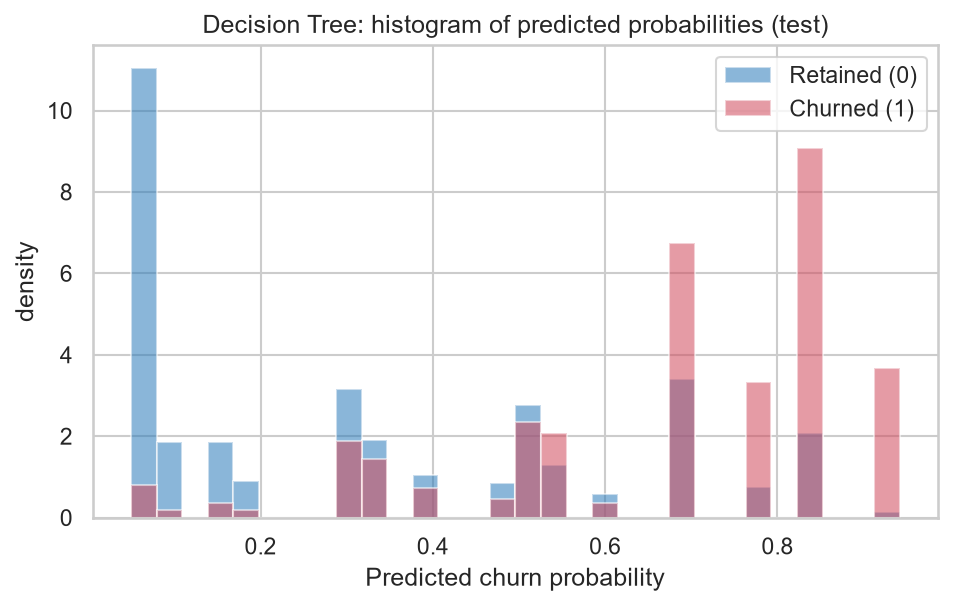 Decision Tree: histogram of predicted probabilities (test)
Retained (0)
Churned (1)
density
10
8
6
4
2
0
0.2 0.4 0.6 0.8
Predicted churn probability